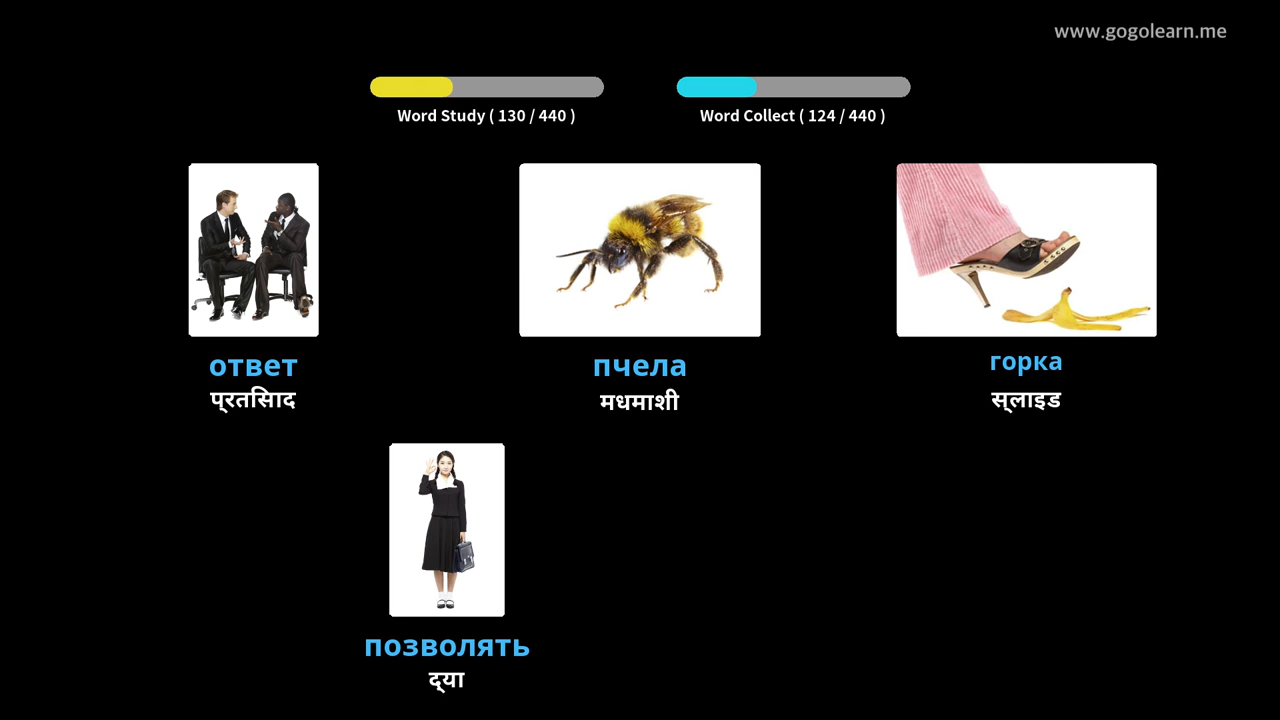 www.gogolearn.me
Word Study ( 130 / 440 )
Word Collect ( 124 / 440 )
ответ
пчела
горка
प्रतिसाद
मधमाशी
स्लाइड
позволять
द्या